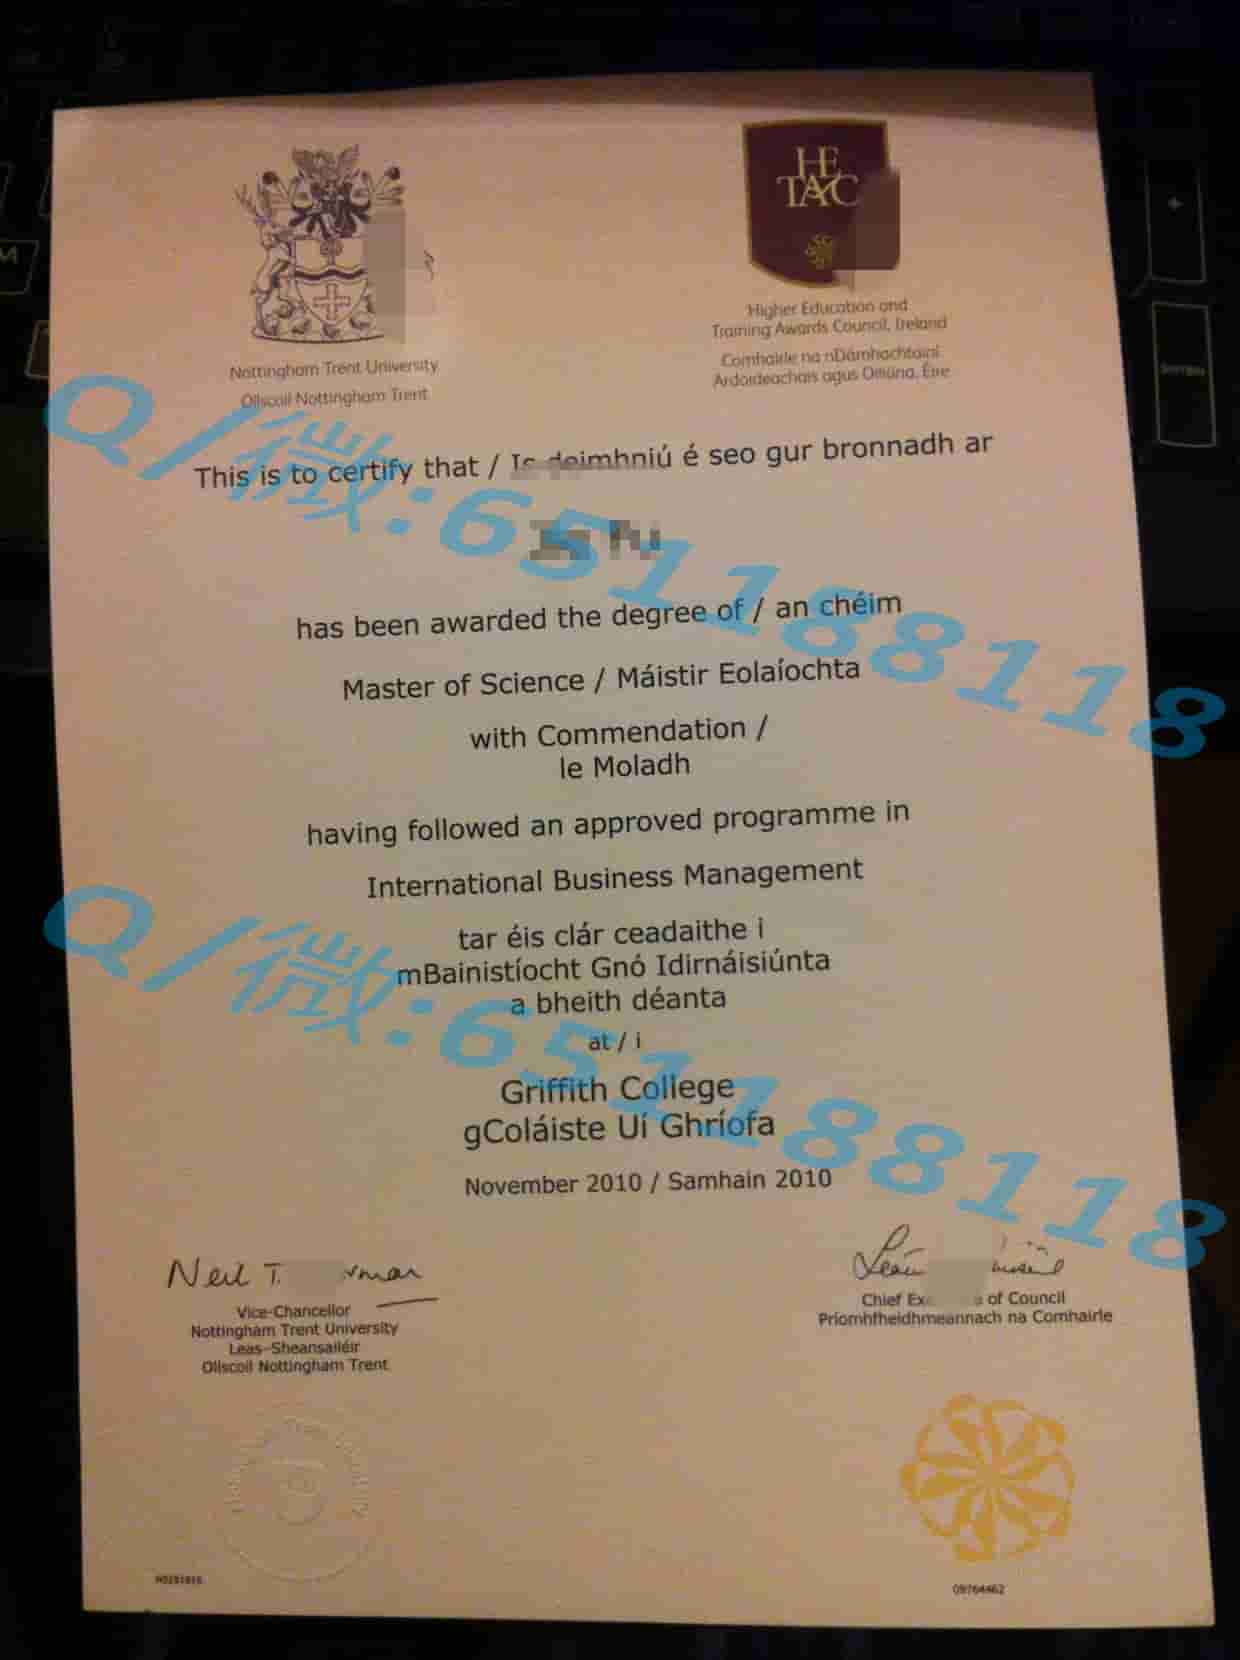 HE
TAC
Nottingham Trent University
Ollscoil Nottingham Trent
Higher Education and
Training Awards Council, Ireland
Comhairle na nDámhachtainí
Ardoideachais agus Oiliúna, Éire
This is to certify that / Is deimhniú é seo gur bronnadh ar
has been awarded the degree of / an chéim
Master of Science / Máistir Eolaíochta
with Commendation /
le Moladh
having followed an approved programme in
International Business Management
tar éis clár ceadaithe i
mBainistíocht Gnó Idirnáisiúnta
a bheith déanta
at / i
Griffith College
gColáiste Uí Ghríofa
November 2010 / Samhain 2010
Neil T.
Vice-Chancellor
Nottingham Trent University
Leas-Sheansailéir
Ollscoil Nottingham Trent
Chief of Council
Príomhfheidhmeannach na Comhairle
09764462
Q/微:651188118
Q/微:651188118